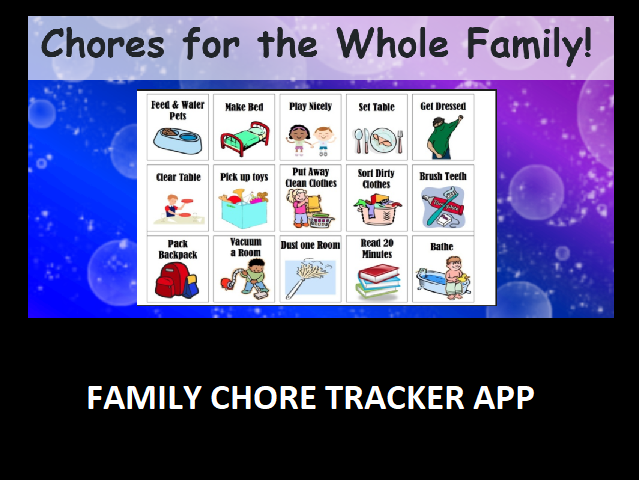 Chores for the Whole Family!
Feed & Water
Pets
Make Bed
Play Nicely
Set Table
Get Dressed
Clear Table
Pick up toys
Put Away
Clean Clothes
Sort Dirty
Clothes
Brush Teeth
Pack
Backpack
Vacuum
a Room
Dust one Room
Read 20
Minutes
Bathe
FAMILY CHORE TRACKER APP